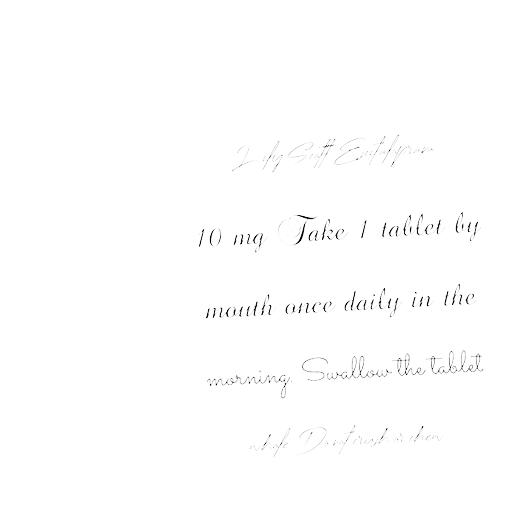 Lily Scott Escitalopram
10 mg Take 1 tablet by
mouth once daily in the
morning. Swallow the tablet
whole Do not crush or chew